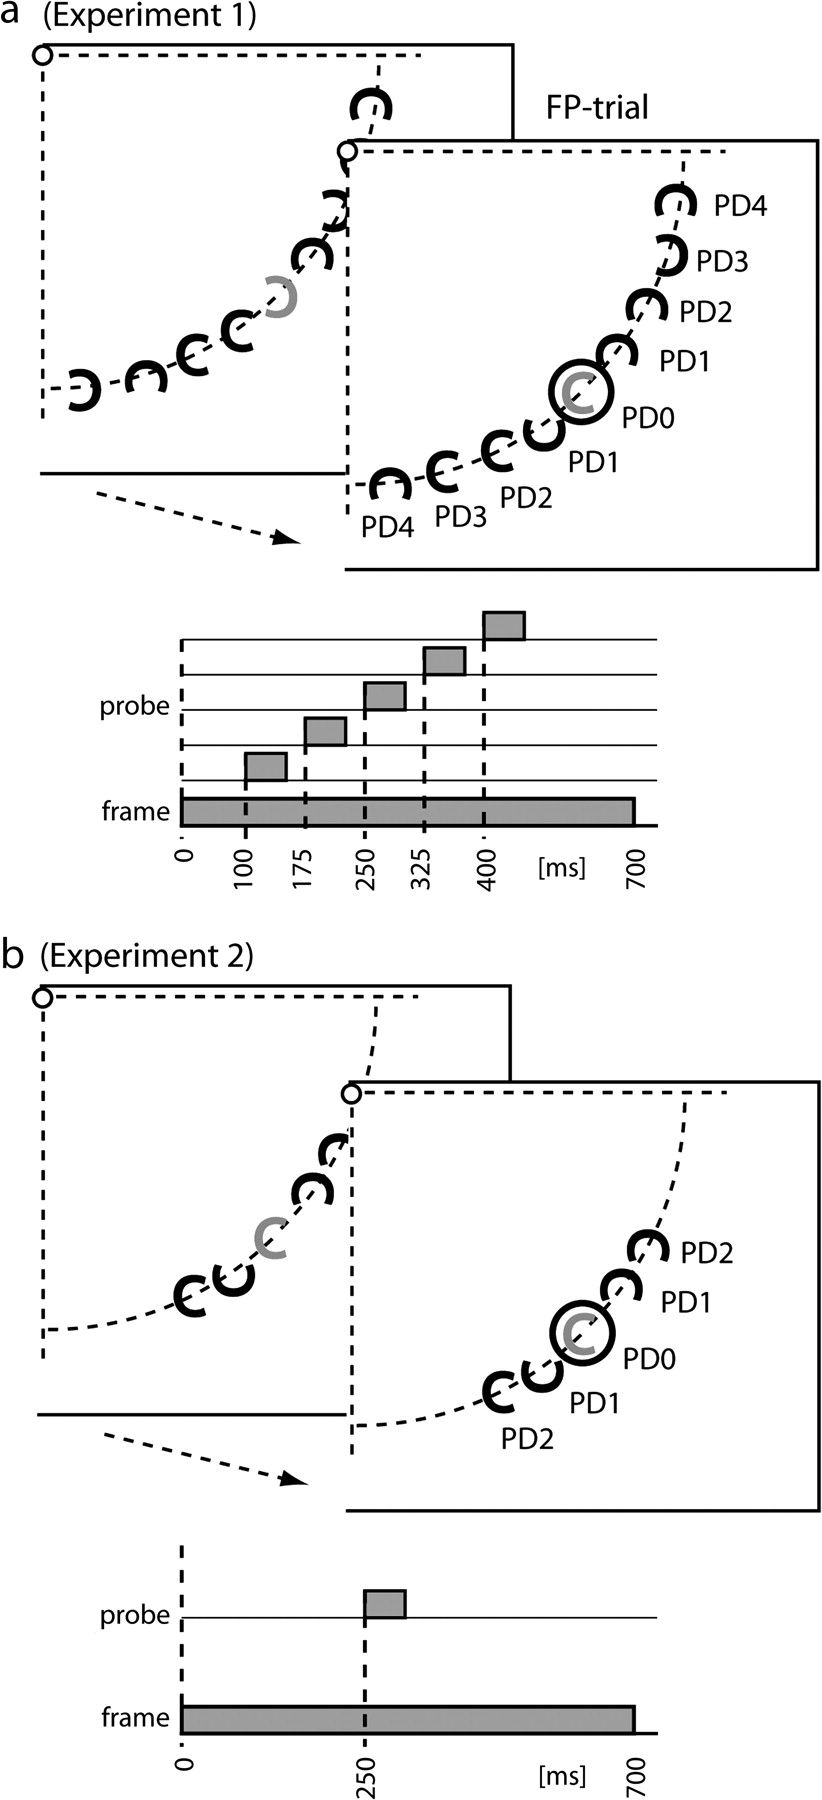 a (Experiment 1)
FP-trial
PD4
PD3
PD2
PD1
PD0
PD1
PD2
PD3
PD4
probe
frame
0 100 175 250 325 400 [ms] 700
b (Experiment 2)
PD2
PD1
PD0
PD1
PD2
probe
frame
0 250 [ms] 700